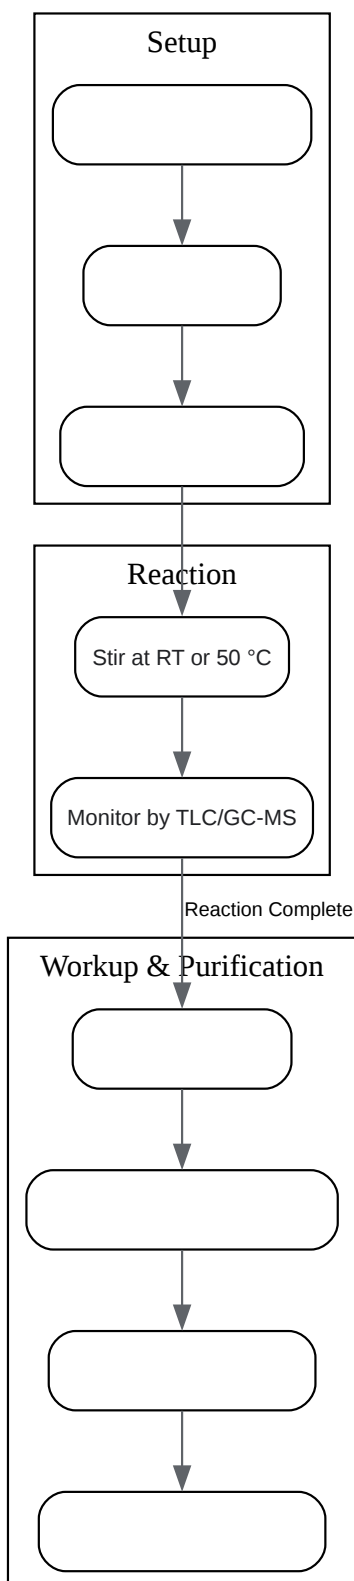 Setup
Reaction
Stir at RT or 50 °C
Monitor by TLC/GC-MS
Reaction Complete
Workup & Purification